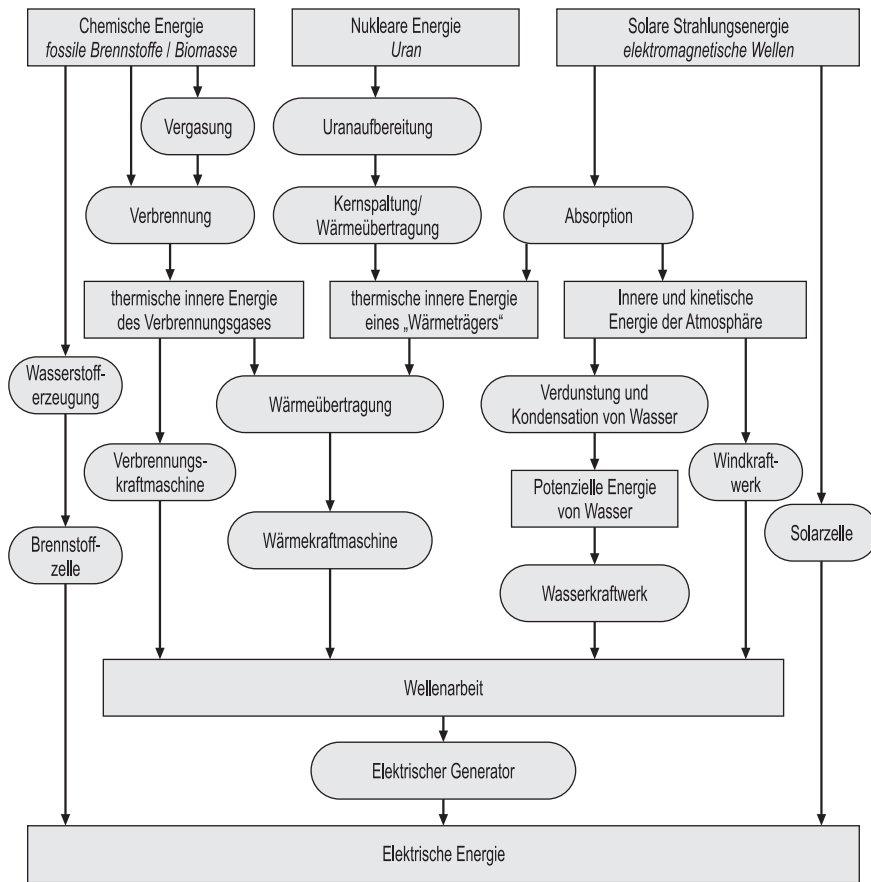 Chemische Energie
fossile Brennstoffe / Biomasse
Nukleare Energie
Uran
Solare Strahlungsenergie
elektromagnetische Wellen
Vergasung
Uranaufbereitung
Verbrennung
Kernspaltung/
Wärmeübertragung
Absorption
thermische innere Energie
des Verbrennungsgases
thermische innere Energie
eines „Wärmeträgers“
Innere und kinetische
Energie der Atmosphäre
Wasserstoff-
erzeugung
Wärmeübertragung
Verdunstung und
Kondensation von Wasser
Verbrennungs-
kraftmaschine
Potenzielle Energie
von Wasser
Windkraft-
werk
Brennstoff-
zelle
Wärmekraftmaschine
Solarzelle
Wasserkraftwerk
Wellenarbeit
Elektrischer Generator
Elektrische Energie